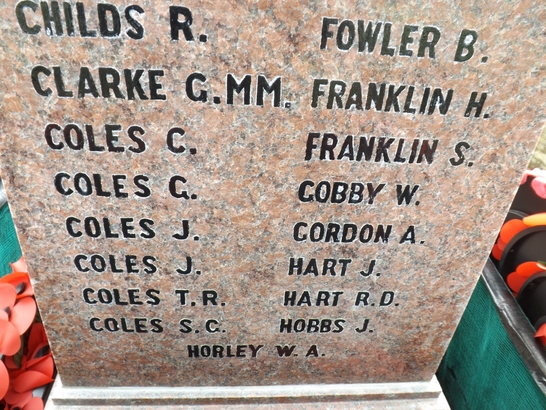 CHILDS R. FOWLER B.
CLARKE G.MM. FRANKLIN H.
COLES C. FRANKLIN S.
COLES G. GOBBY W.
COLES J. GORDON A.
COLES J. HART J.
COLES T.R. HART R.D.
COLES S.G. HOBBS J.
HORLEY W.A.